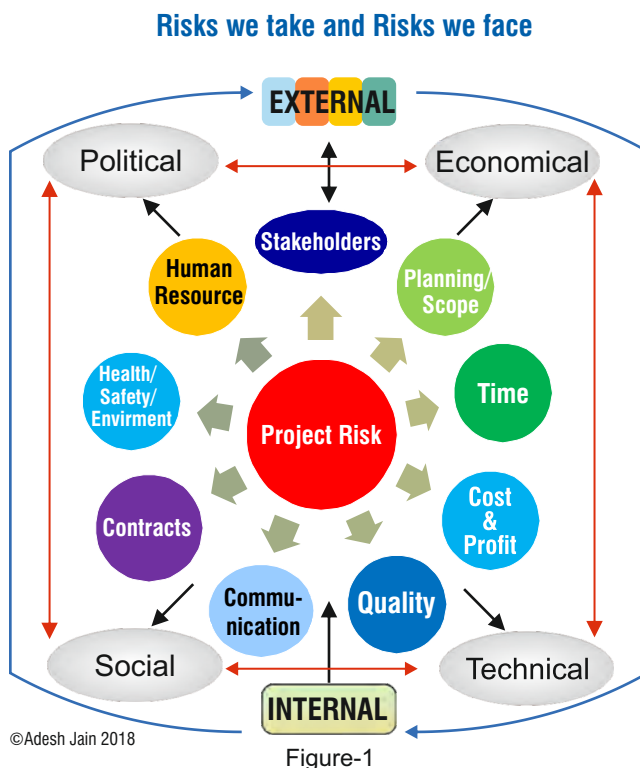 Risks we take and Risks we face
EXTERNAL
Political
Economical
Stakeholders
Human
Resource
Planning/
Scope
Health/
Safety/
Envirment
Time
Project Risk
Contracts
Cost
&
Profit
Commu-
nication
Quality
Social
Technical
INTERNAL
©Adesh Jain 2018
Figure-1